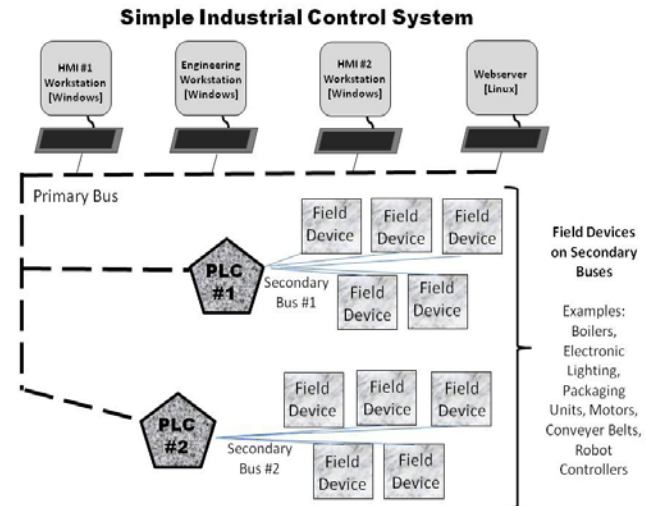 Simple Industrial Control System
HMI #1
Workstation
[Windows]
Engineering
Workstation
[Windows]
HMI #2
Workstation
[Windows]
Webserver
[Linux]
Primary Bus
Field
Device
Field
Device
Field
Device
PLC
#1
Secondary
Bus #1
Field
Device
Field
Device
Field
Device
Field
Device
Field
Device
PLC
#2
Secondary
Bus #2
Field
Device
Field
Device
Field Devices
on Secondary
Buses
Examples:
Boilers,
Electronic
Lighting,
Packaging
Units, Motors,
Conveyer Belts,
Robot
Controllers